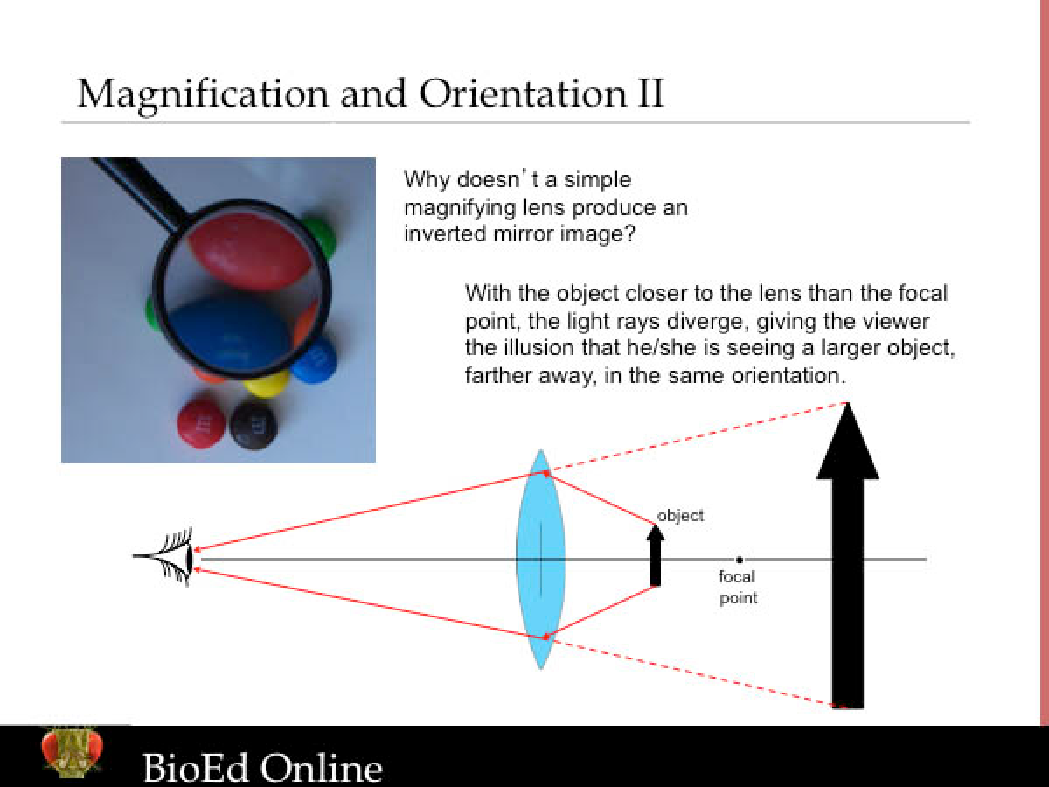 Magnification and Orientation II
Why doesn’t a simple
magnifying lens produce an
inverted mirror image?
With the object closer to the lens than the focal
point, the light rays diverge, giving the viewer
the illusion that he/she is seeing a larger object,
farther away, in the same orientation.
object
focal
point
m
m
BioEd Online